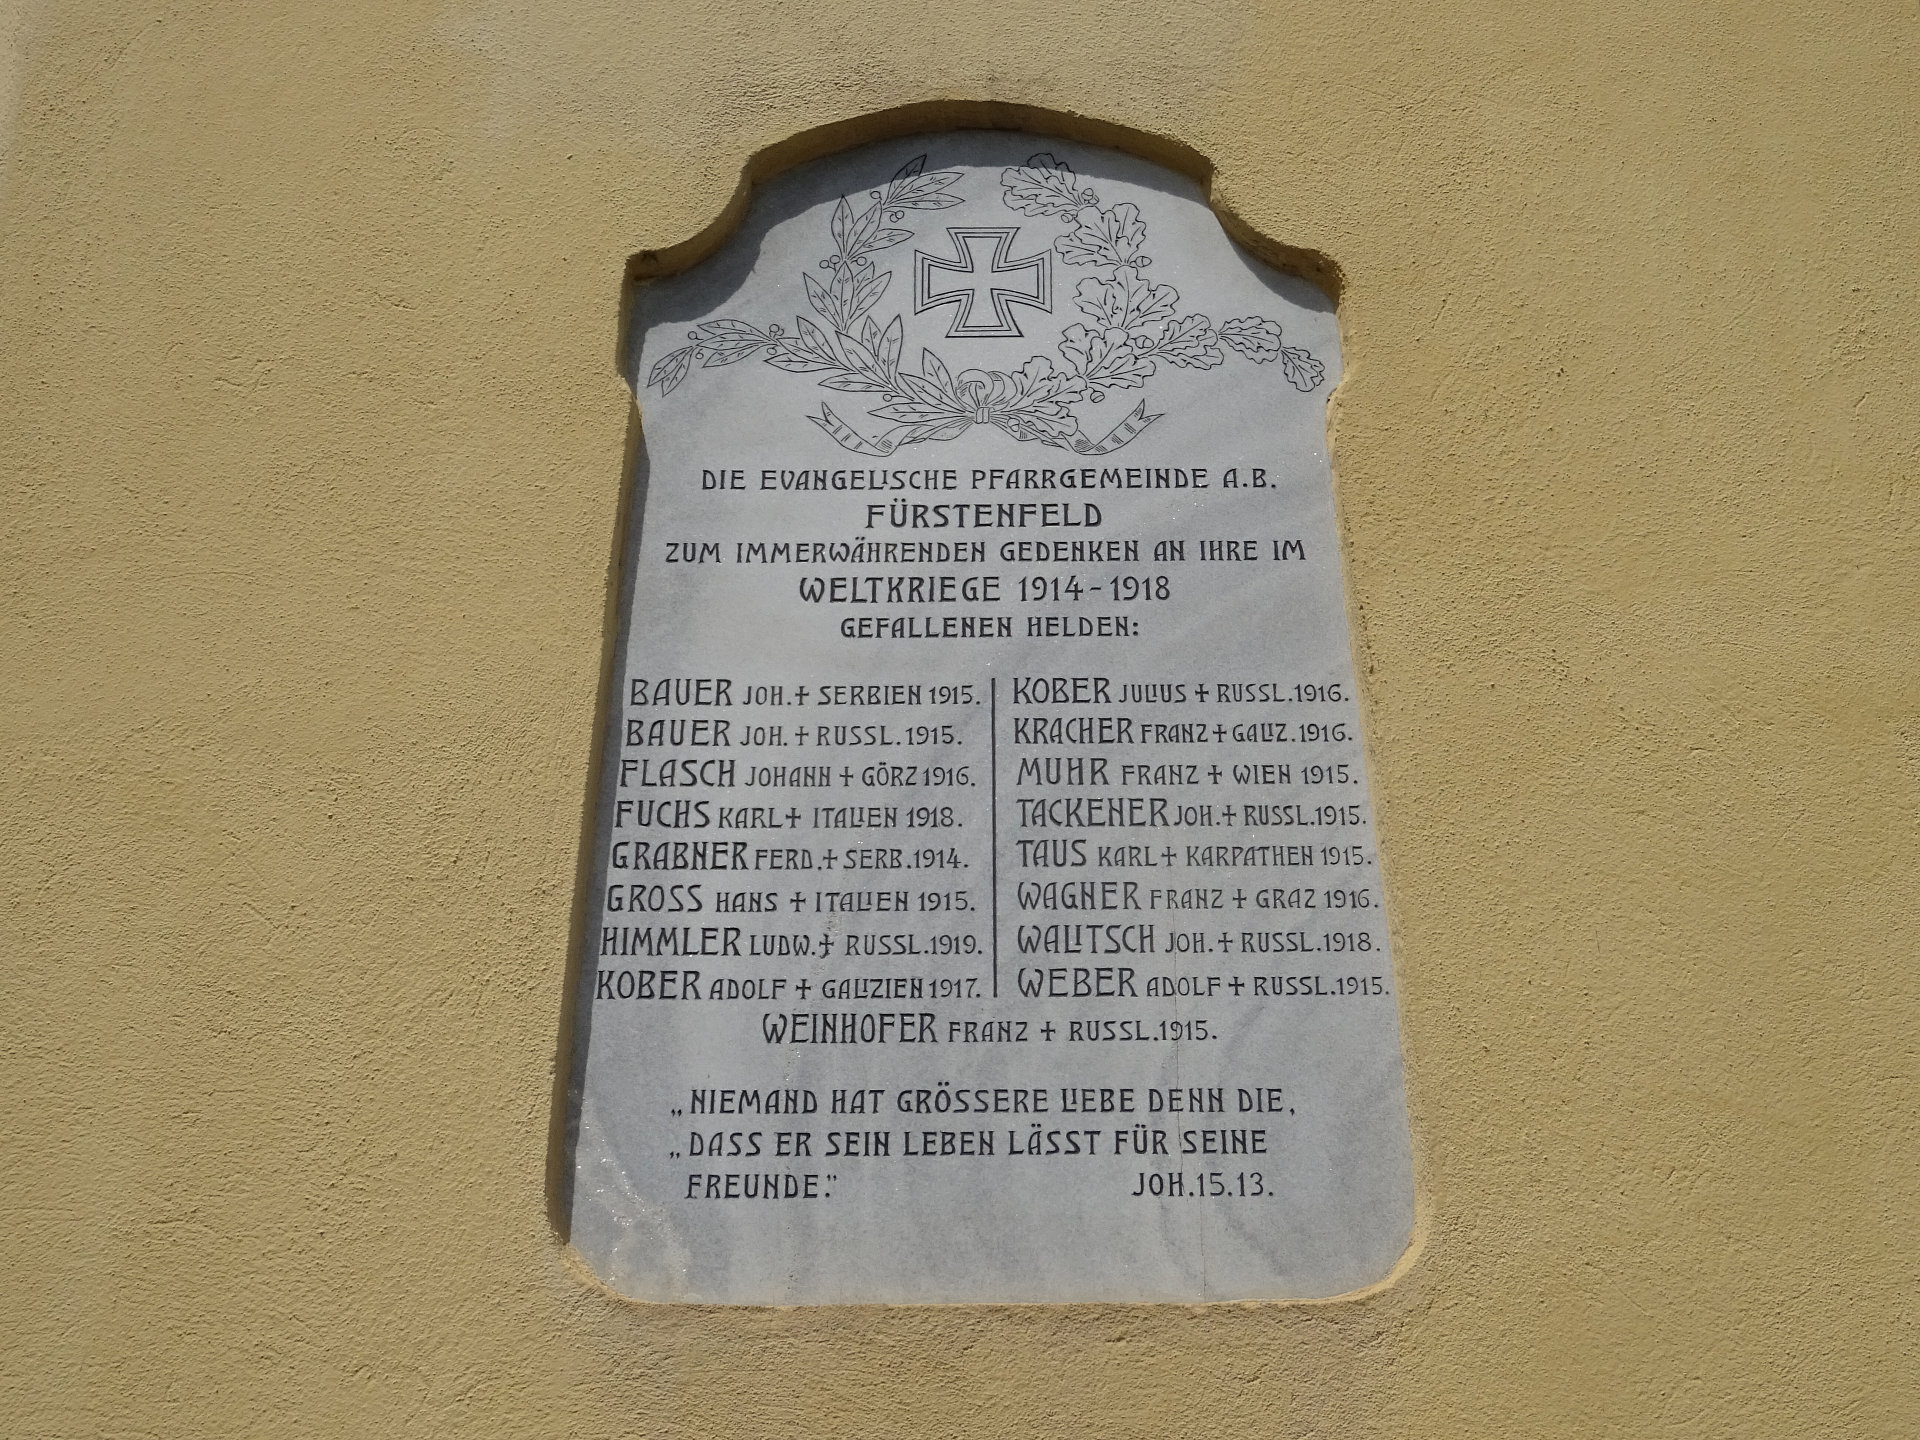 DIE EVANGELISCHE PFARRGEMEINDE A.B.
FÜRSTENFELD
ZUM IMMERWÄHRENDEN GEDENKEN AN IHRE IM
WELTKRIEGE 1914-1918
GEFALLENEN HELDEN:
BAUER JOH. + SERBIEN 1915.
BAUER JOH. + RUSSL. 1915.
FLASCH JOHANN + GÖRZ 1916.
FUCHS KARL + ITALIEN 1918.
GRABNER FERD. + SERB. 1914.
GROSS HANS + ITALIEN 1915.
HIMMLER LUDW. + RUSSL. 1919.
KOBER ADOLF + GALIZIEN 1917.
KOBER JULIUS + RUSSL. 1916.
KRACHER FRANZ + GALIZ. 1916.
MUHR FRANZ + WIEN 1915.
TACKENER JOH. + RUSSL. 1915.
TAUS KARL + KARPATHEN 1915.
WAGNER FRANZ + GRAZ 1916.
WALITSCH JOH. + RUSSL. 1918.
WEBER ADOLF + RUSSL. 1915.
WEINHOFER FRANZ + RUSSL. 1915.
„NIEMAND HAT GRÖSSERE LIEBE DENN DIE,
„DASS ER SEIN LEBEN LÄSST FÜR SEINE
FREUNDE." JOH. 15.13.